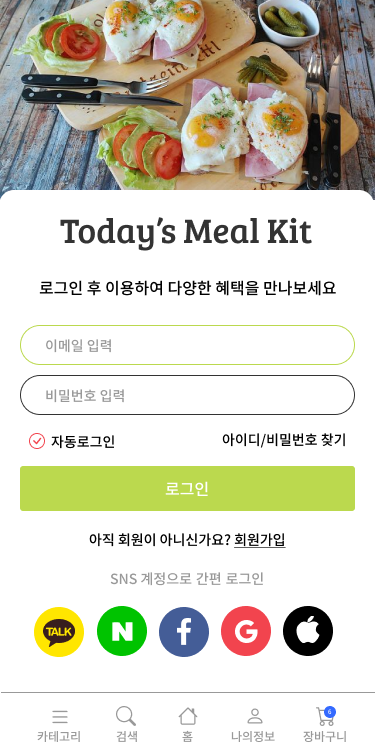 Today's Meal Kit
로그인 후 이용하여 다양한 혜택을 만나보세요
이메일 입력
비밀번호 입력
자동로그인 아이디/비밀번호 찾기
로그인
아직 회원이 아니신가요? 회원가입
SNS 계정으로 간편 로그인
TALK N f G
6
카테고리 검색 홈 나의정보 장바구니